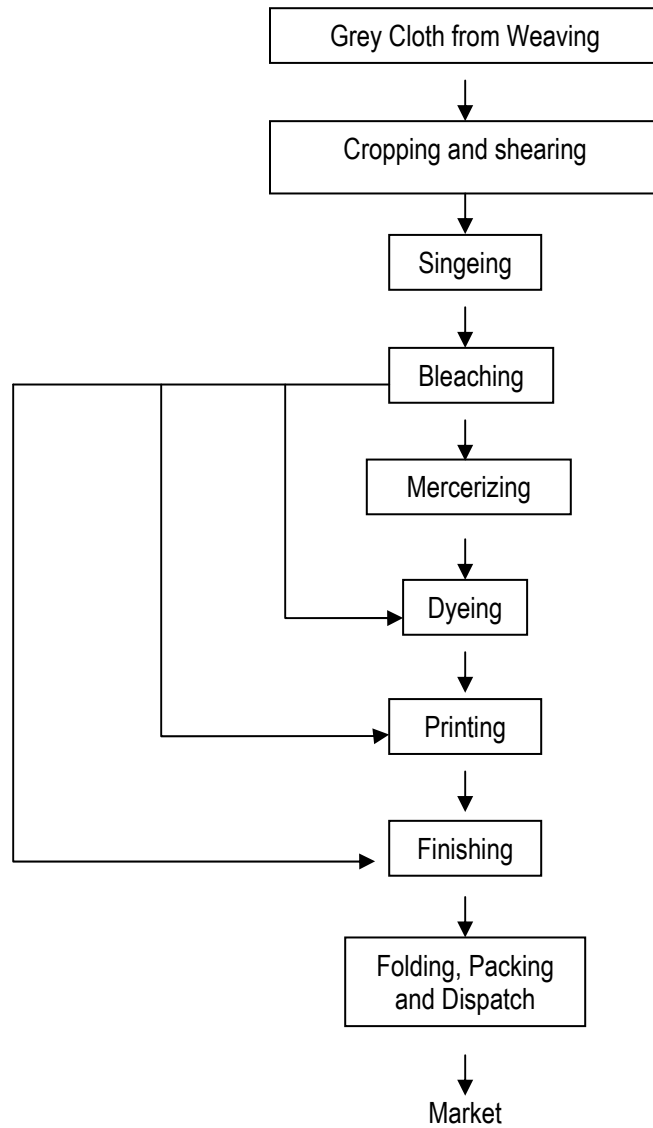 Grey Cloth from Weaving
Cropping and shearing
Singeing
Bleaching
Mercerizing
Dyeing
Printing
Finishing
Folding, Packing
and Dispatch
Market